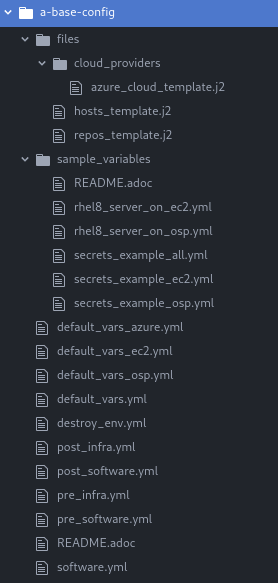 a-base-config
files
cloud_providers
azure_cloud_template.j2
hosts_template.j2
repos_template.j2
sample_variables
README.adoc
rhel8_server_on_ec2.yml
rhel8_server_on_osp.yml
secrets_example_all.yml
secrets_example_ec2.yml
secrets_example_osp.yml
default_vars_azure.yml
default_vars_ec2.yml
default_vars_osp.yml
default_vars.yml
destroy_env.yml
post_infra.yml
post_software.yml
pre_infra.yml
pre_software.yml
README.adoc
software.yml